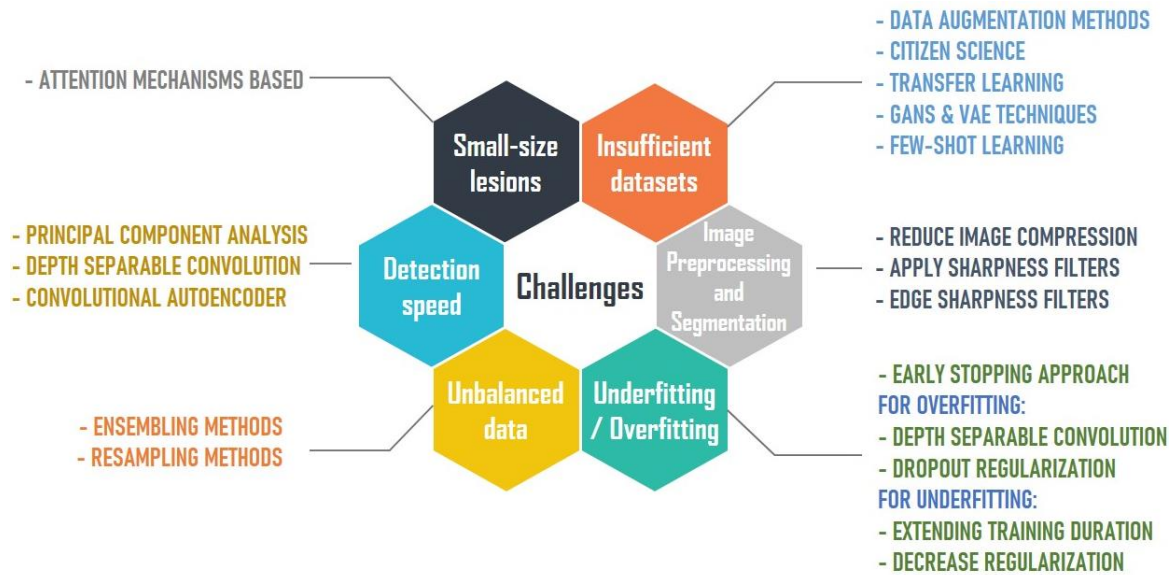 - ATTENTION MECHANISMS BASED
Small-size
lesions
Insufficient
datasets
- DATA AUGMENTATION METHODS
- CITIZEN SCIENCE
- TRANSFER LEARNING
- GANS & VAE TECHNIQUES
- FEW-SHOT LEARNING
- PRINCIPAL COMPONENT ANALYSIS
- DEPTH SEPARABLE CONVOLUTION
- CONVOLUTIONAL AUTOENCODER
Detection
speed
Challenges
Image
Preprocessing
and
Segmentation
- REDUCE IMAGE COMPRESSION
- APPLY SHARPNESS FILTERS
- EDGE SHARPNESS FILTERS
- ENSEMBLING METHODS
- RESAMPLING METHODS
Unbalanced
data
Underfitting
/ Overfitting
- EARLY STOPPING APPROACH
FOR OVERFITTING:
- DEPTH SEPARABLE CONVOLUTION
- DROPOUT REGULARIZATION
FOR UNDERFITTING:
- EXTENDING TRAINING DURATION
- DECREASE REGULARIZATION